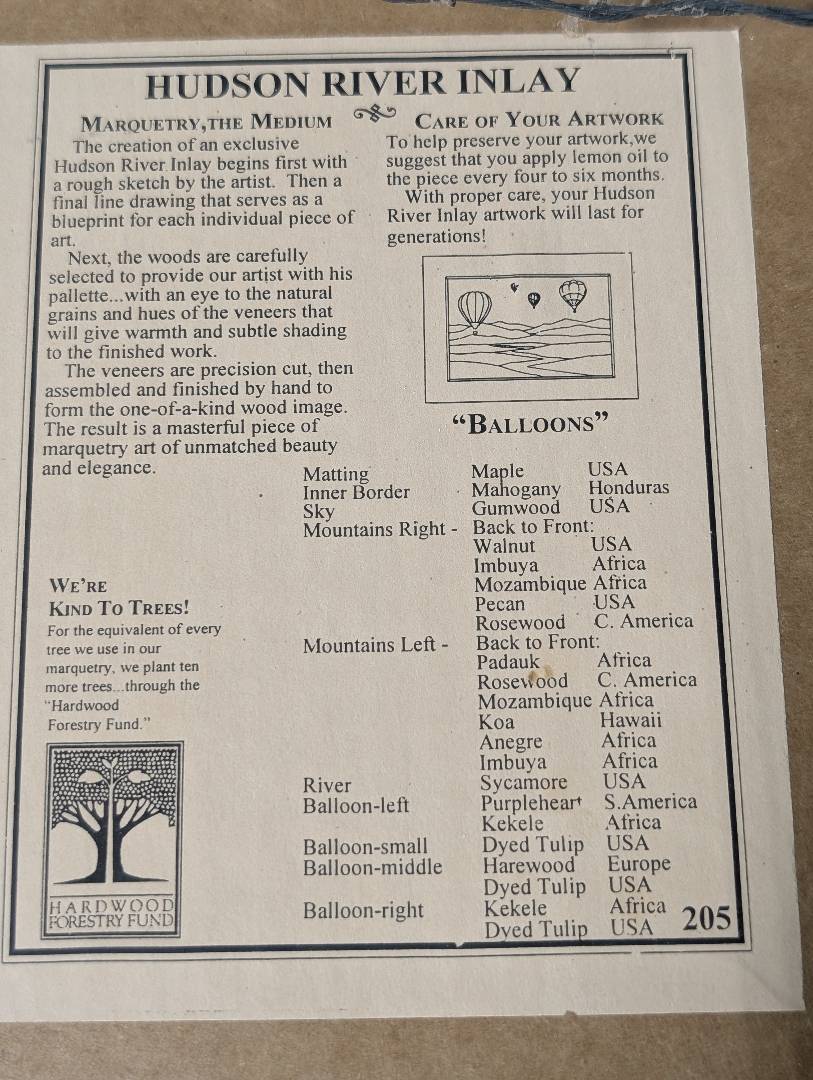 HUDSON RIVER INLAY
MARQUETRY,THE MEDIUM
The creation of an exclusive
Hudson River Inlay begins first with
a rough sketch by the artist. Then a
final line drawing that serves as a
blueprint for each individual piece of
art.
Next, the woods are carefully
selected to provide our artist with his
pallette...with an eye to the natural
grains and hues of the veneers that
will give warmth and subtle shading
to the finished work.
The veneers are precision cut, then
assembled and finished by hand to
form the one-of-a-kind wood image.
The result is a masterful piece of
marquetry art of unmatched beauty
and elegance.
CARE OF YOUR ARTWORK
To help preserve your artwork,we
suggest that you apply lemon oil to
the piece every four to six months.
With proper care, your Hudson
River Inlay artwork will last for
generations!
“BALLOONS”
Matting Maple USA
Inner Border Mahogany Honduras
Sky Gumwood USA
Mountains Right - Back to Front:
Walnut USA
Imbuya Africa
Mozambique Africa
Pecan USA
Rosewood C. America
Mountains Left - Back to Front:
Padauk Africa
Rosewood C. America
Mozambique Africa
Koa Hawaii
Anegre Africa
Imbuya Africa
River Sycamore USA
Balloon-left Purpleheart S.America
Kekele Africa
Balloon-small Dyed Tulip USA
Balloon-middle Harewood Europe
Dyed Tulip USA
Balloon-right Kekele Africa
Dyed Tulip USA
205
WE'RE
KIND TO TREES!
For the equivalent of every
tree we use in our
marquetry, we plant ten
more trees...through the
“Hardwood
Forestry Fund.”
HARDWOOD
FORESTRY FUND